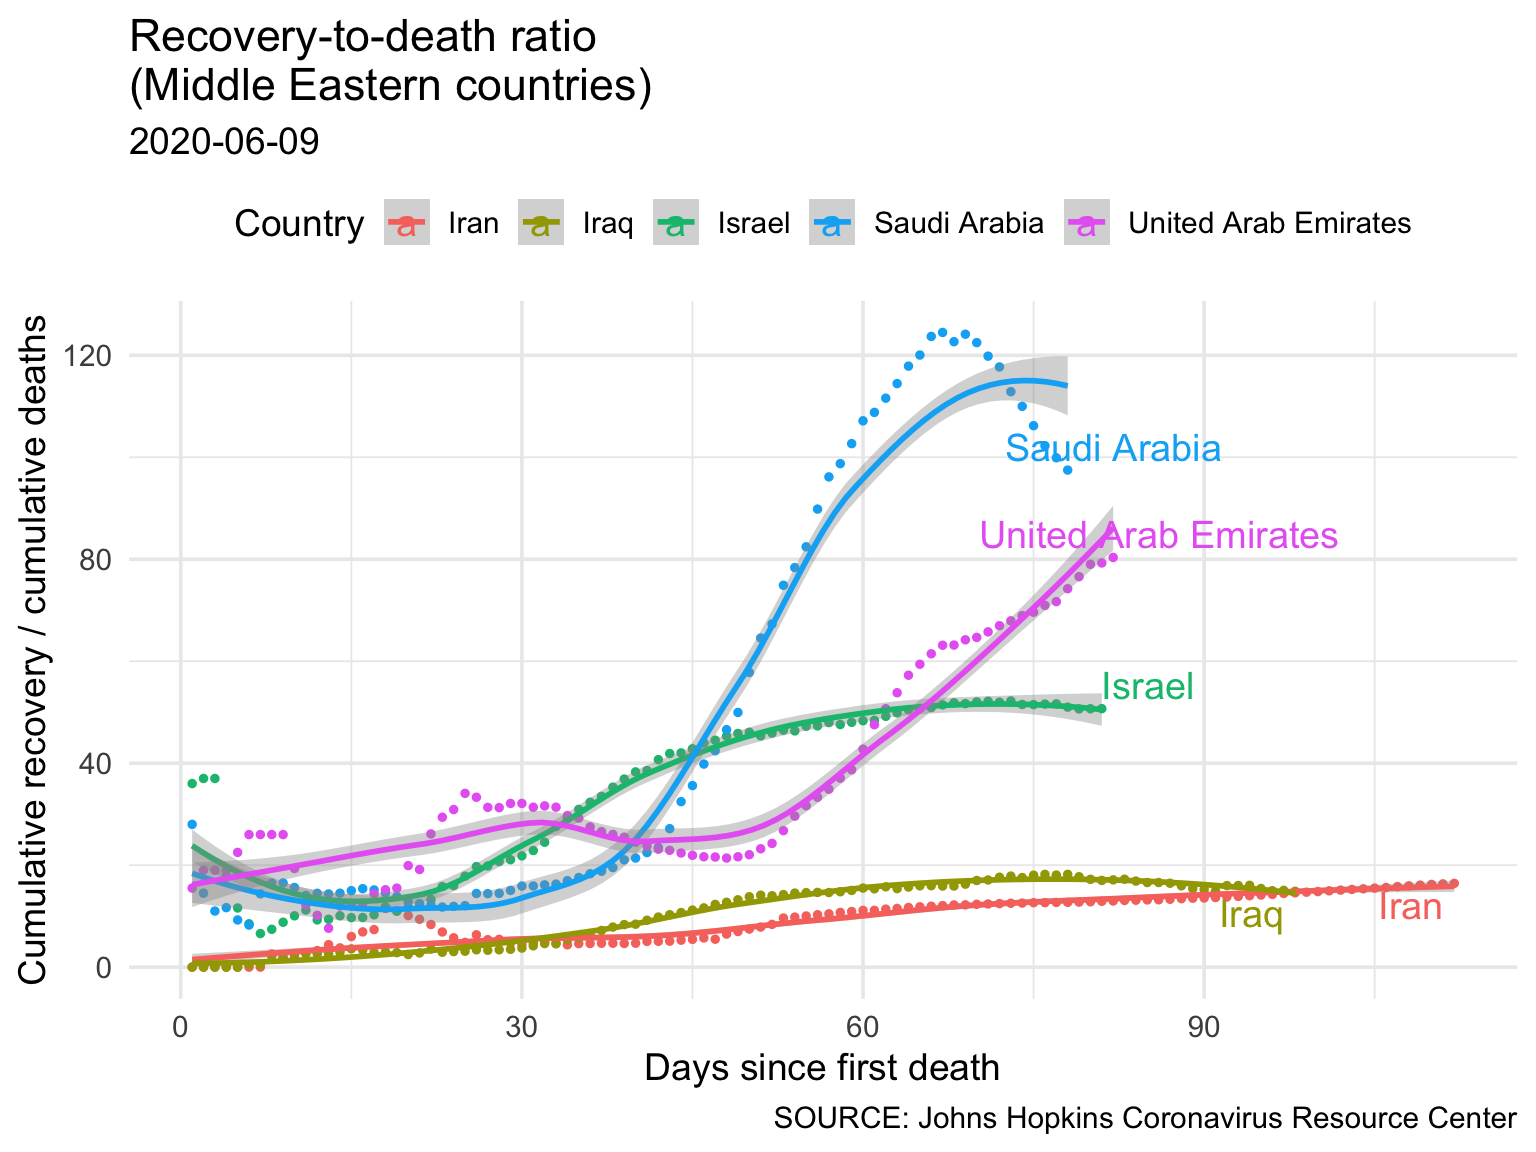 Recovery-to-death ratio
(Middle Eastern countries)
2020-06-09
Country a Iran a Iraq a Israel a Saudi Arabia a United Arab Emirates
Cumulative recovery / cumulative deaths
120
80
40
0
Saudi Arabia
United Arab Emirates
Israel
Iraq
Iran
0 30 60 90
Days since first death
SOURCE: Johns Hopkins Coronavirus Resource Center